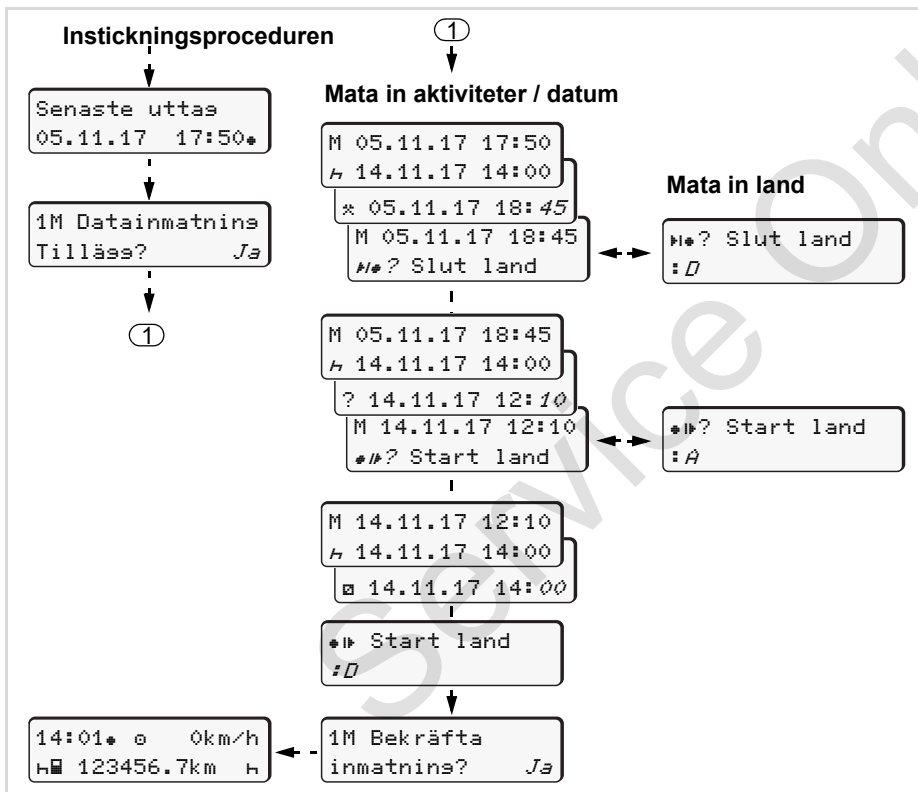 Instickningsproceduren
Senaste uttag
05.11.17 17:50
1M Datainmatning
Tillägg? Ja
1
1
Mata in aktiviteter / datum
M 05.11.17 17:50
14.11.17 14:00
05.11.17 18:45
M 05.11.17 18:45
? Slut land
Mata in land
? Slut land
:D
M 05.11.17 18:45
14.11.17 14:00
? 14.11.17 12:10
M 14.11.17 12:10
? Start land
? Start land
:A
M 14.11.17 12:10
14.11.17 14:00
14.11.17 14:00
Start land
:D
1M Bekräfta
inmatning? Ja
14:01 0km/h
123456.7km
Service On